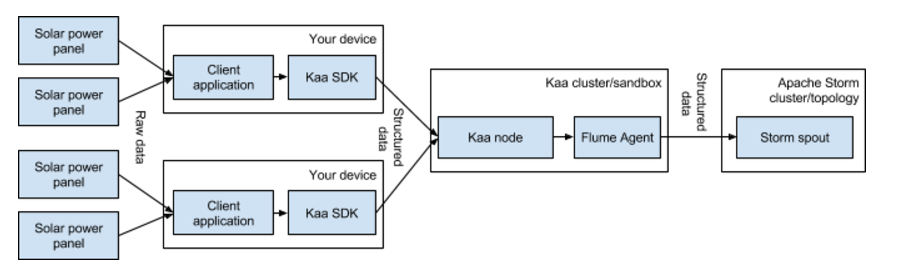 Solar power
panel
Solar power
panel
Raw data
Solar power
panel
Solar power
panel
Your device
Client
application
Kaa SDK
Your device
Client
application
Kaa SDK
Structured
data
Kaa cluster/sandbox
Kaa node
Flume Agent
Structured
data
Apache Storm
cluster/topology
Storm spout